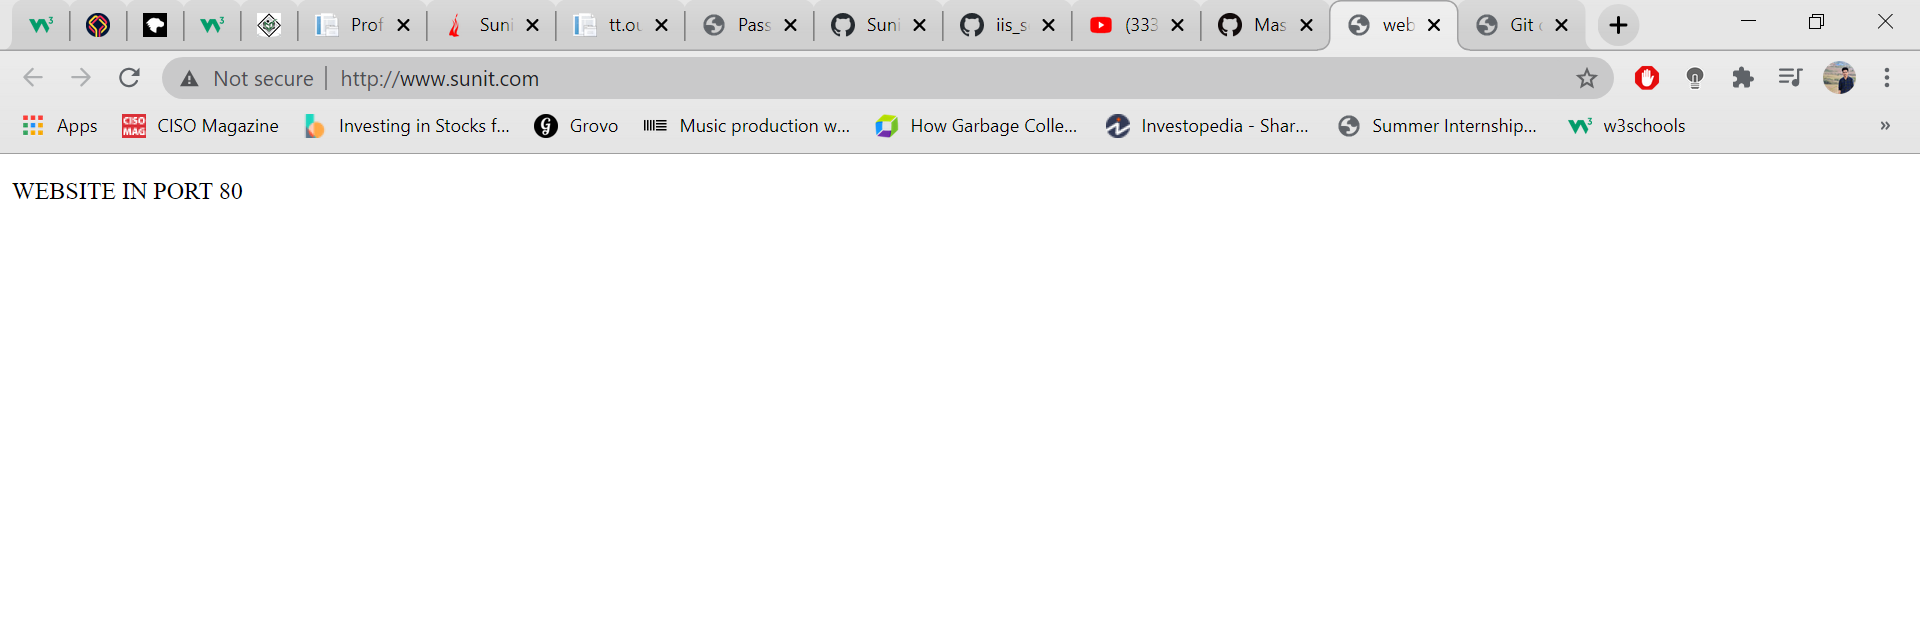 Prof
Suni
tt.ou
Pass
Suni
iis_s
(333
Mas
web
Git
Not secure
http://www.sunit.com
Apps
CISO MAG
CISO Magazine
Investing in Stocks f...
Grovo
Music production w...
How Garbage Colle...
Investopedia - Shar...
Summer Internship...
w3schools
»
WEBSITE IN PORT 80